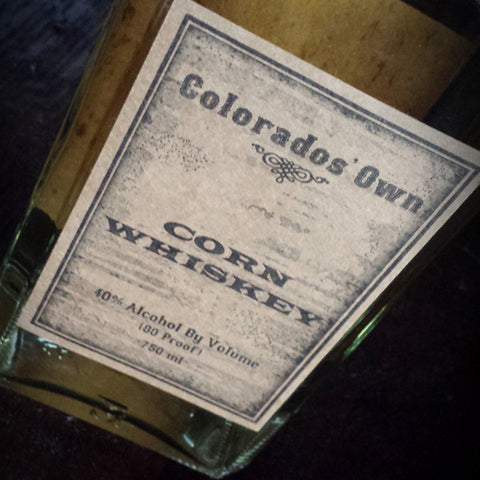 Colorados' Own
CORN
WHISKEY
40% Alcohol By Volume
(80 Proof)
750 ml